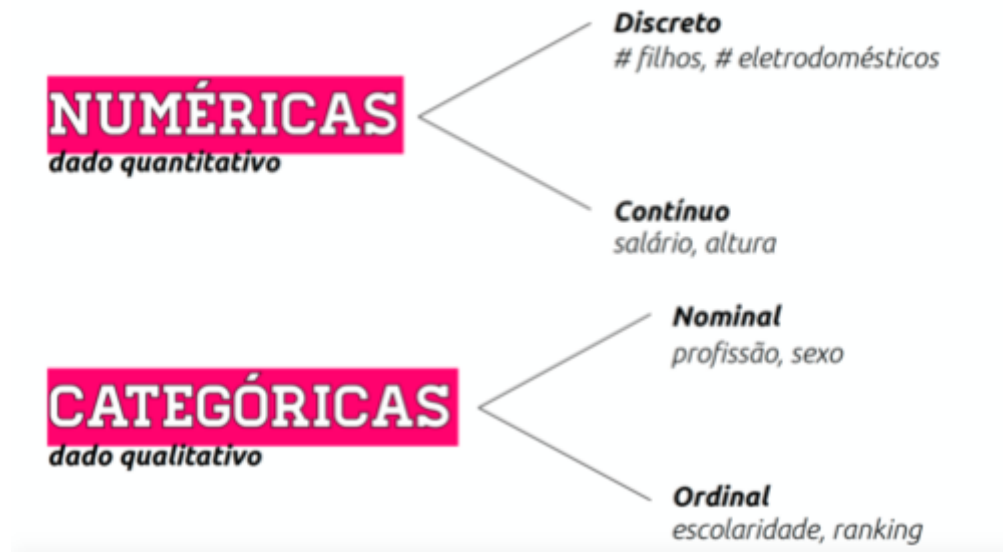 NUMÉRICAS
dado quantitativo
Discreto
# filhos, # eletrodomésticos
Contínuo
salário, altura
CATEGÓRICAS
dado qualitativo
Nominal
profissão, sexo
Ordinal
escolaridade, ranking